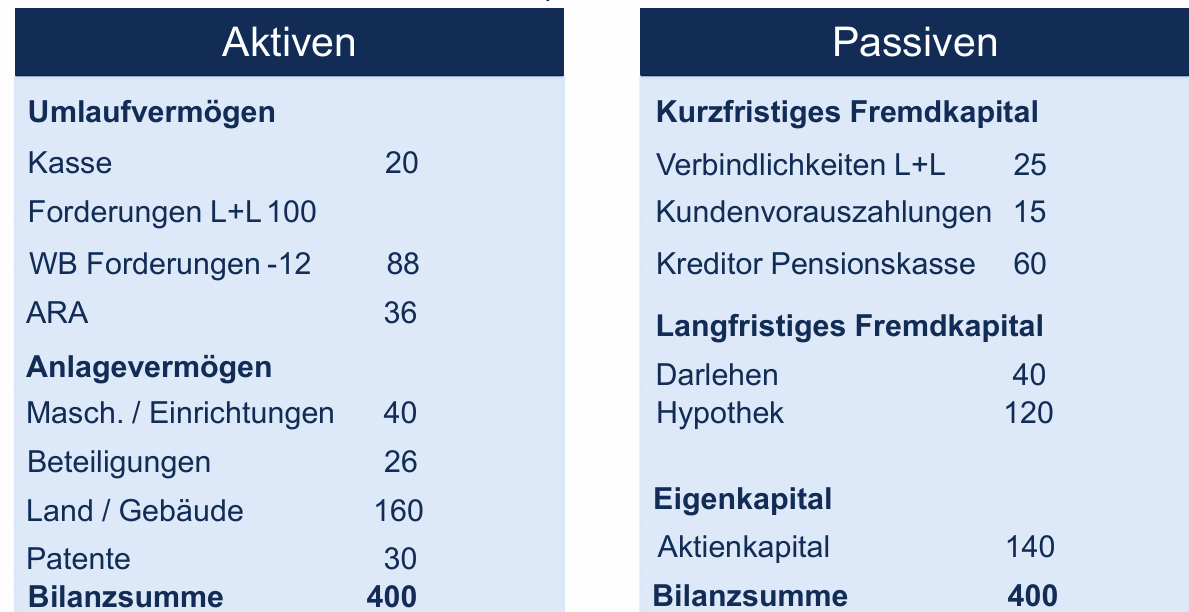 Aktiven
Umlaufvermögen
Kasse 20
Forderungen L+L 100
WB Forderungen -12 88
ARA 36
Anlagevermögen
Masch. / Einrichtungen 40
Beteiligungen 26
Land / Gebäude 160
Patente 30
Bilanzsumme 400
Passiven
Kurzfristiges Fremdkapital
Verbindlichkeiten L+L 25
Kundenvorauszahlungen 15
Kreditor Pensionskasse 60
Langfristiges Fremdkapital
Darlehen 40
Hypothek 120
Eigenkapital
Aktienkapital 140
Bilanzsumme 400